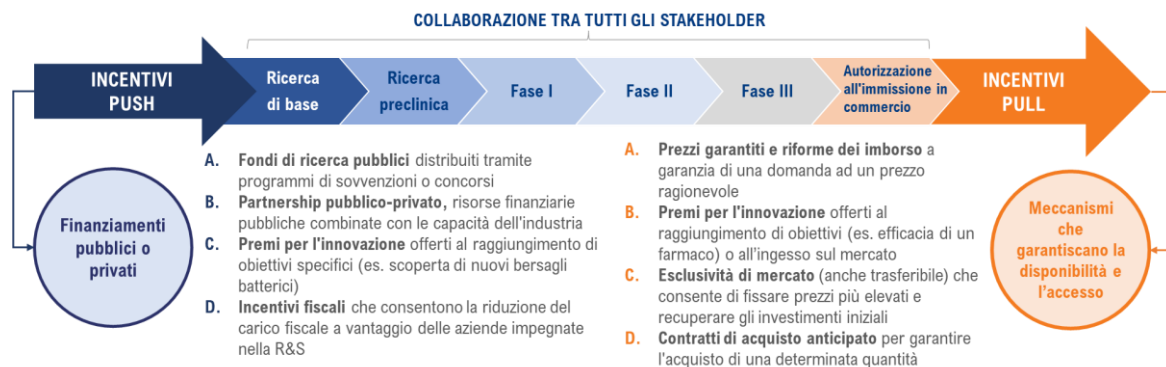 COLLABORAZIONE TRA TUTTI GLI STAKEHOLDER
INCENTIVI
PUSH
Ricerca
di base
Ricerca
preclinica
Fase I
Fase II
Fase III
Autorizzazione
all'immissione in
commercio
INCENTIVI
PULL
Finanziamenti
pubblici o
privati
A. Fondi di ricerca pubblici distribuiti tramite
programmi di sovvenzioni o concorsi
B. Partnership pubblico-privato, risorse finanziarie
pubbliche combinate con le capacità dell'industria
C. Premi per l'innovazione offerti al raggiungimento di
obiettivi specifici (es. scoperta di nuovi bersagli
batterici)
D. Incentivi fiscali che consentono la riduzione del
carico fiscale a vantaggio delle aziende impegnate
nella R&S
A. Prezzi garantiti e riforme dei imborso a
garanzia di una domanda ad un prezzo
ragionevole
B. Premi per l'innovazione offerti al
raggiungimento di obiettivi (es. efficacia di un
farmaco) o all'ingresso sul mercato
C. Esclusività di mercato (anche trasferibile) che
consente di fissare prezzi più elevati e
recuperare gli investimenti iniziali
D. Contratti di acquisto anticipato per garantire
l'acquisto di una determinata quantità
Meccanismi
che
garantiscano la
disponibilità e
l'accesso